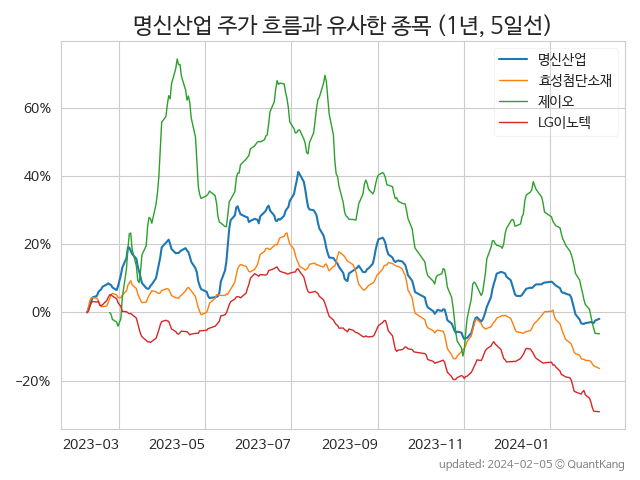 명신산업 주가 흐름과 유사한 종목 (1년, 5일선)
명신산업
효성첨단소재
제이오
LG이노텍
60%
40%
20%
0%
−20%
2023-03 2023-05 2023-07 2023-09 2023-11 2024-01
updated: 2024-02-05 © QuantKang